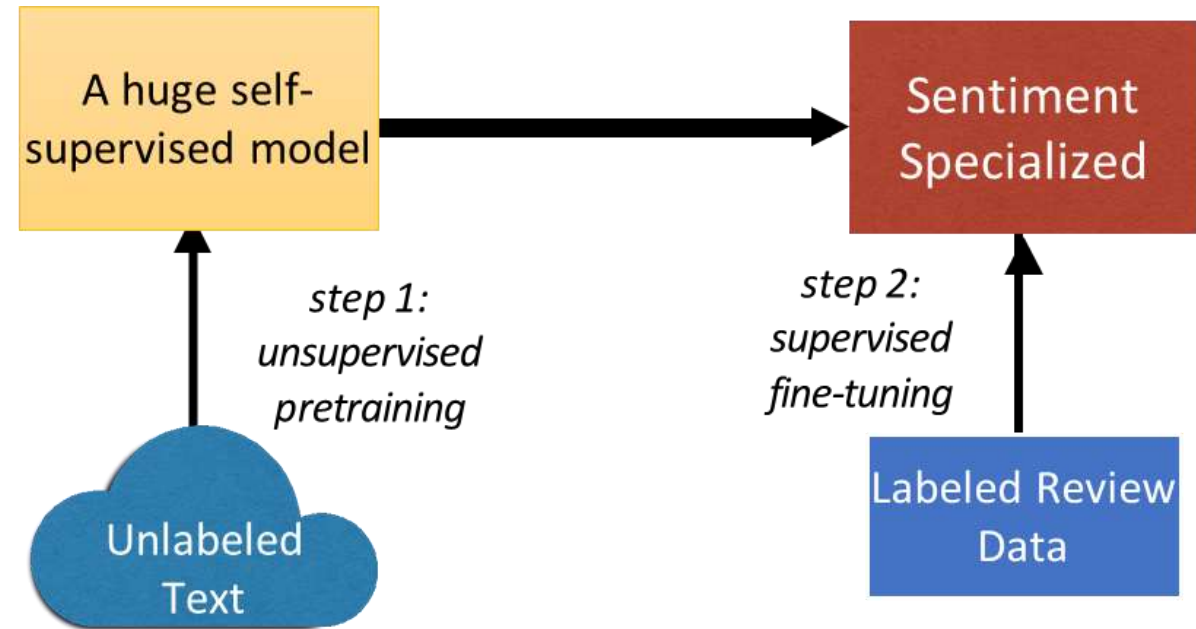 A huge self-
supervised model
Sentiment
Specialized
step 1:
unsupervised
pretraining
step 2:
supervised
fine-tuning
Unlabeled
Text
Labeled Review
Data